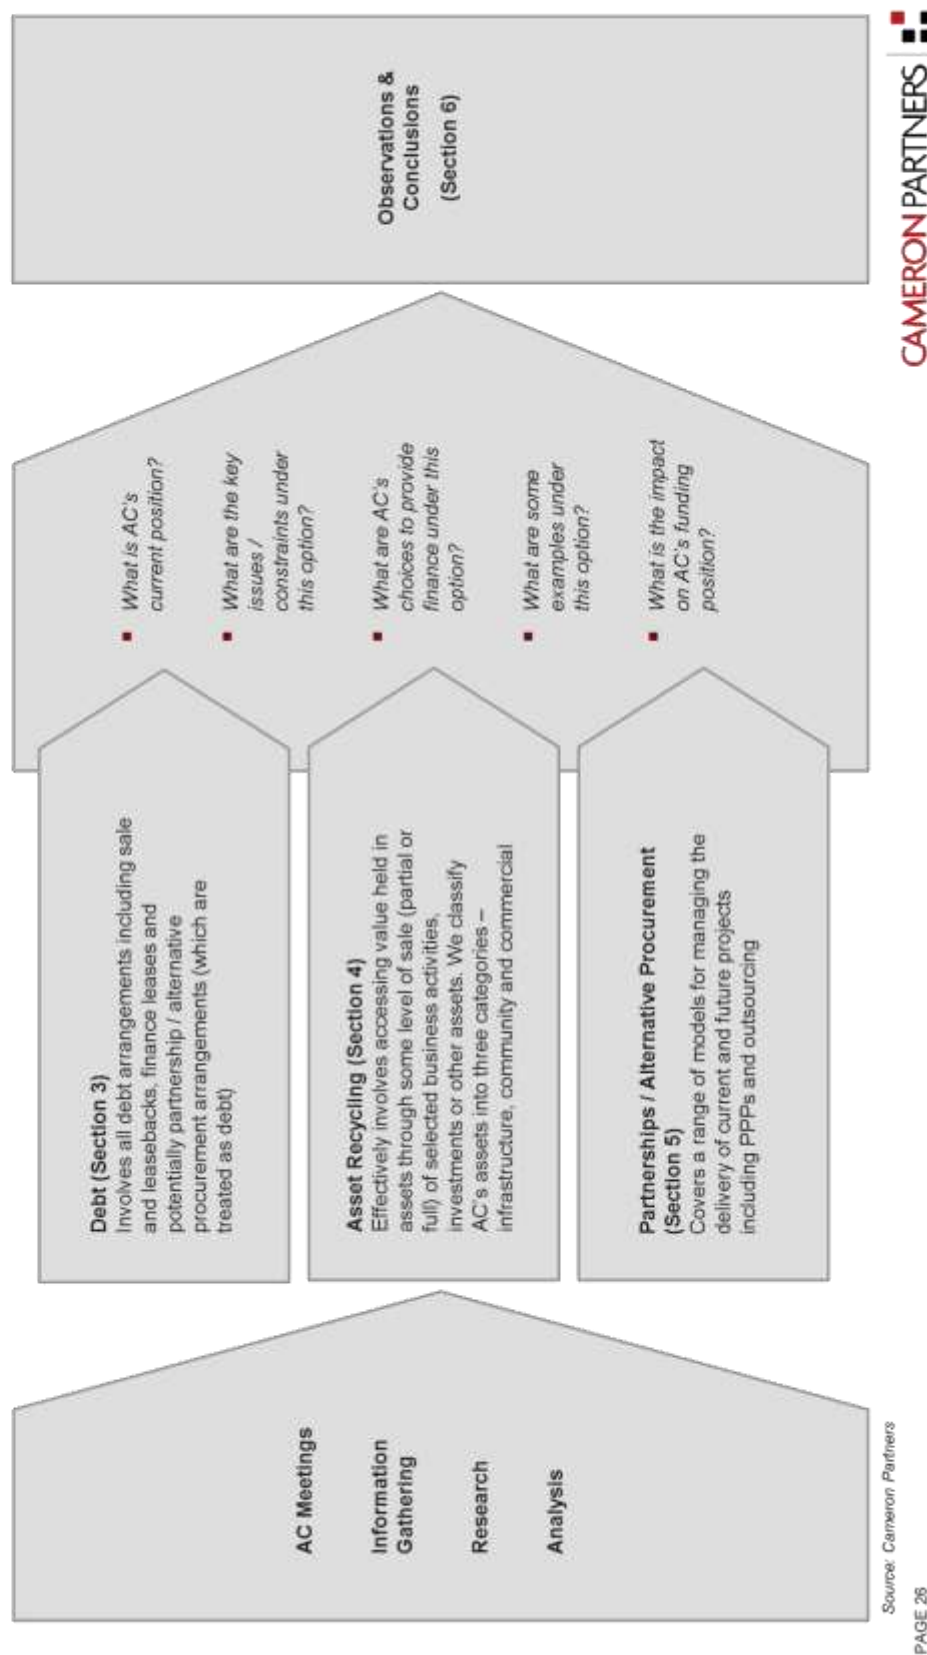 AC Meetings
Information
Gathering
Research
Analysis
Debt (Section 3)
Involves all debt arrangements including sale
and leasebacks, finance leases and
potentially partnership / alternative
procurement arrangements (which are
treated as debt)
Asset Recycling (Section 4)
Effectively involves accessing value held in
assets through some level of sale (partial or
full) of selected business activities,
investments or other assets. We classify
AC's assets into three categories –
infrastructure, community and commercial
Partnerships / Alternative Procurement
(Section 5)
Covers a range of models for managing the
delivery of current and future projects
including PPPs and outsourcing
What is AC's
current position?
What are the key
issues /
constraints under
this option?
What are AC's
choices to provide
finance under this
option?
What are some
examples under
this option?
What is the impact
on AC's funding
position?
Observations &
Conclusions
(Section 6)
Source: Cameron Partners
PAGE 26
CAMERON PARTNERS